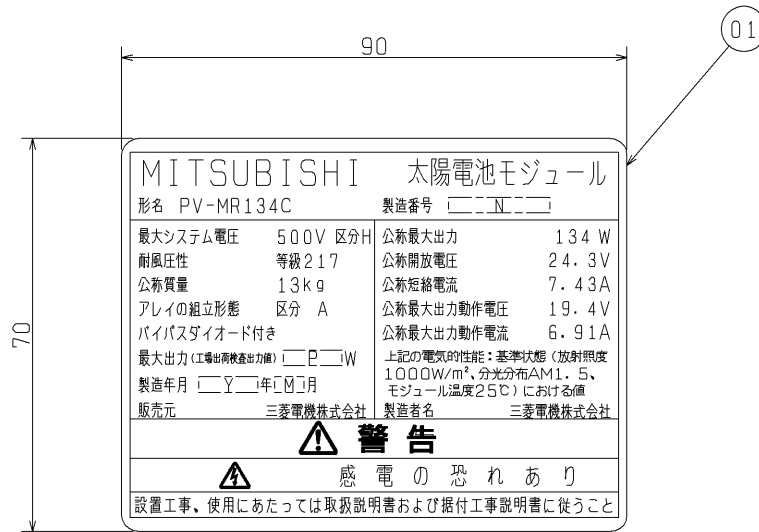 90
01
70
MITSUBISHI 太陽電池モジュール
形名 PV-MR134C 製造番号 N
最大システム電圧 500V 区分H
耐風圧性 等級217
公称質量 13kg
アレイの組立形態 区分 A
バイパスダイオード付き
最大出力(工場出荷検査出力値) P W
製造年月 Y 年 M 月
販売元 三菱電機株式会社
公称最大出力 134 W
公称開放電圧 24.3V
公称短絡電流 7.43A
公称最大出力動作電圧 19.4V
公称最大出力動作電流 6.91A
上記の電気的性能:基準状態(放射照度
1000W/m²、分光分布AM1.5、
モジュール温度25℃)における値
製造者名 三菱電機株式会社
警告
感電の恐れあり
設置工事、使用にあたっては取扱説明書および据付工事説明書に従うこと